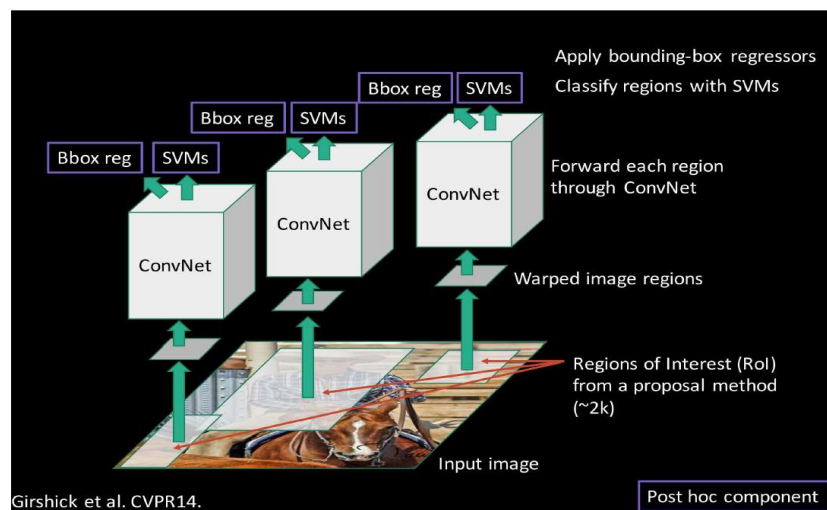 Apply bounding-box regressors
Bbox reg SVMs
Classify regions with SVMs
Bbox reg SVMs
Bbox reg SVMs
Forward each region
through ConvNet
ConvNet
ConvNet
ConvNet
Warped image regions
Regions of Interest (RoI)
from a proposal method
(~2k)
Input image
Girshick et al. CVPR14.
Post hoc component